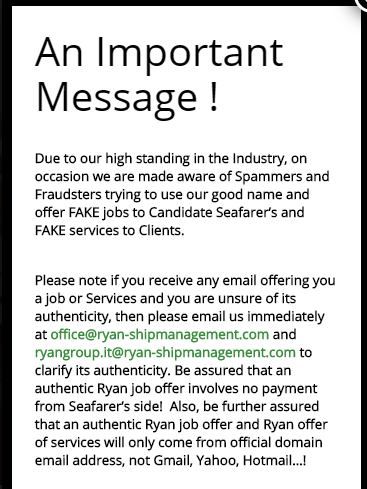 An Important
Message !
Due to our high standing in the Industry, on
occasion we are made aware of Spammers and
Fraudsters trying to use our good name and
offer FAKE jobs to Candidate Seafarer's and
FAKE services to Clients.
Please note if you receive any email offering you
a job or Services and you are unsure of its
authenticity, then please email us immediately
at office@ryan-shipmanagement.com and
ryangroup.it@ryan-shipmanagement.com to
clarify its authenticity. Be assured that an
authentic Ryan job offer involves no payment
from Seafarer's side!  Also, be further assured
that an authentic Ryan job offer and Ryan offer
of services will only come from official domain
email address, not Gmail, Yahoo, Hotmail...!